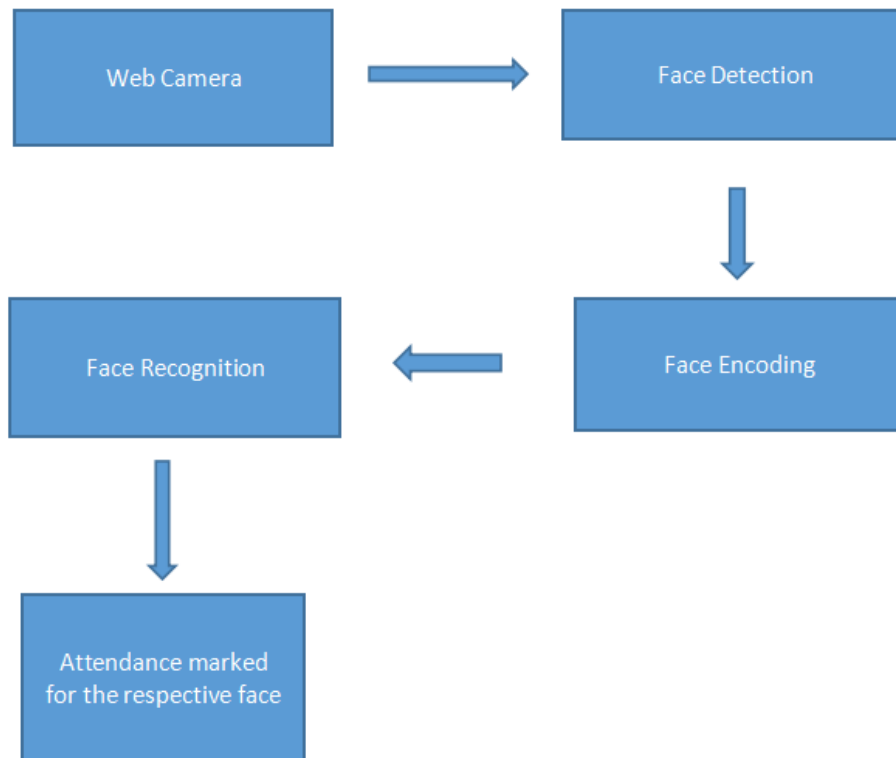 Web Camera
Face Detection
Face Encoding
Face Recognition
Attendance marked
for the respective face